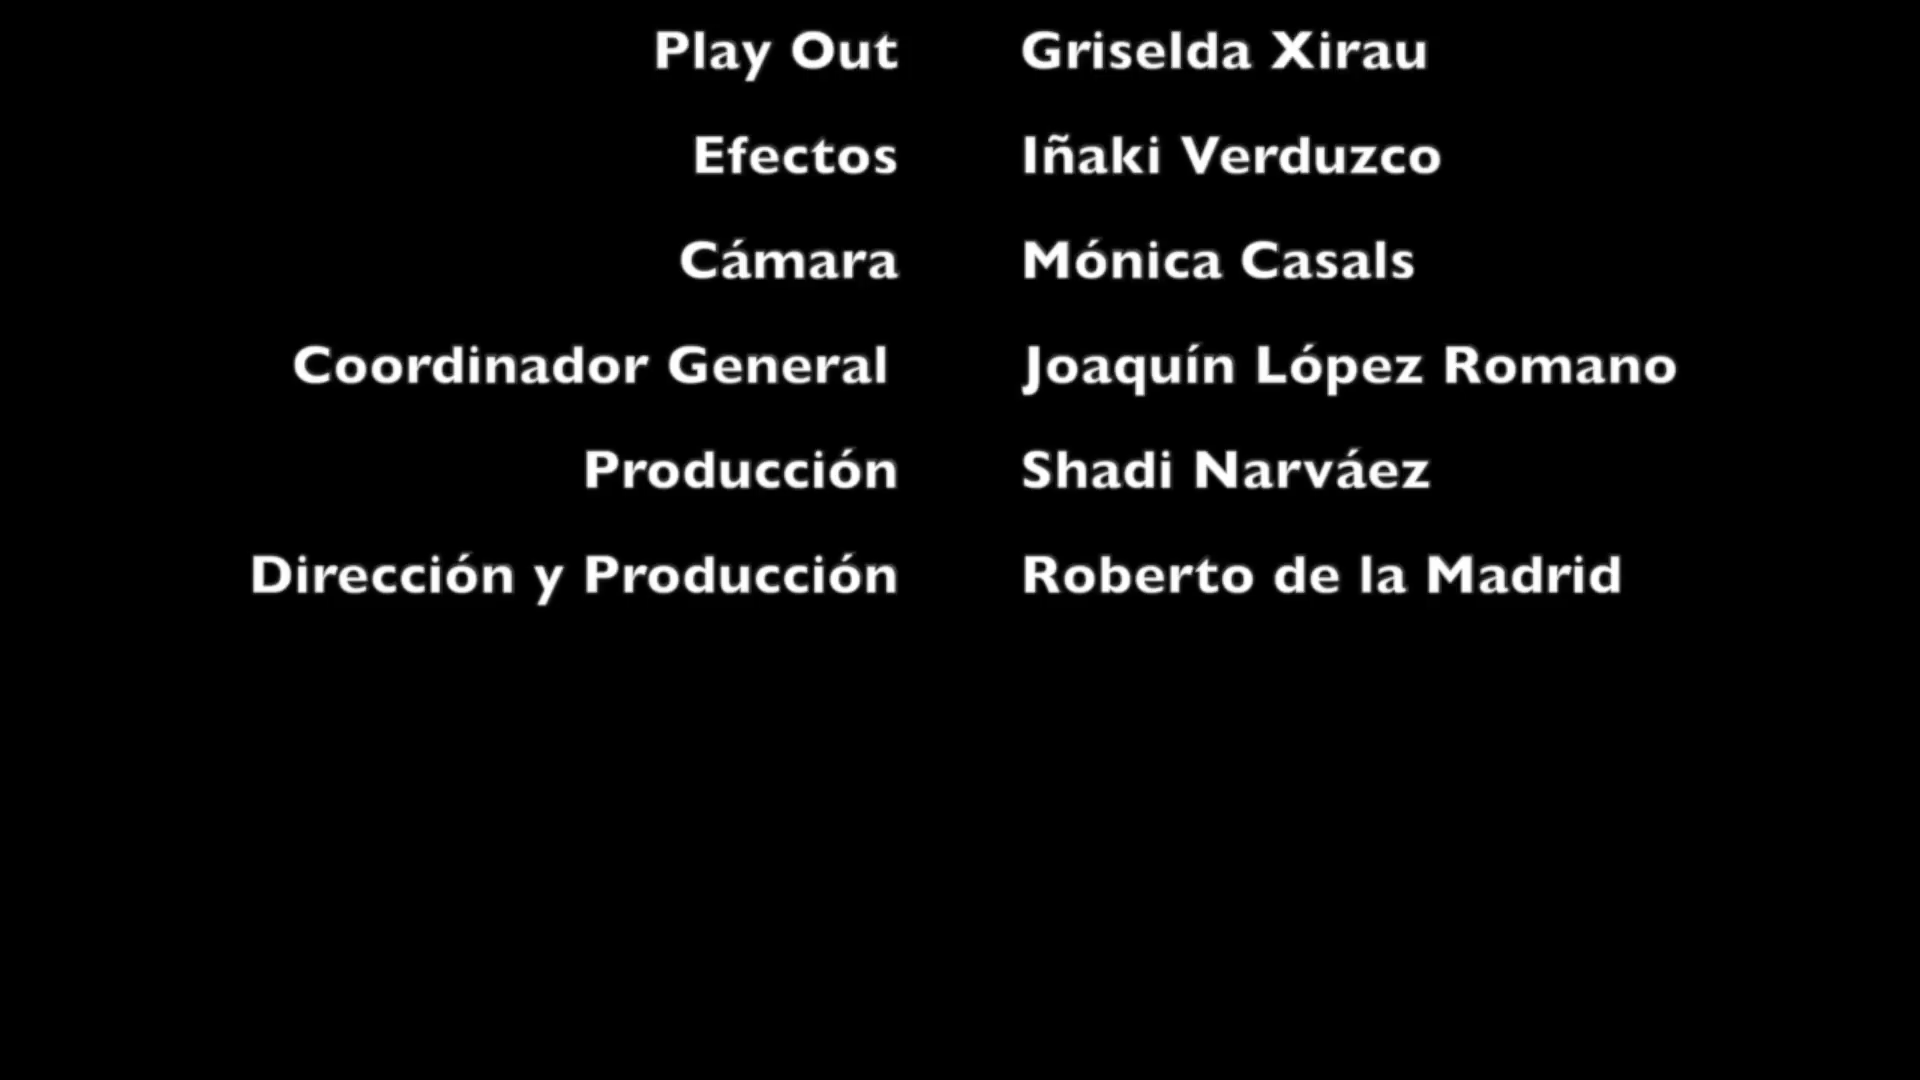 Play Out Griselda Xirau
Efectos Iñaki Verduzco
Cámara Mónica Casals
Coordinador General Joaquín López Romano
Producción Shadi Narváez
Dirección y Producción Roberto de la Madrid